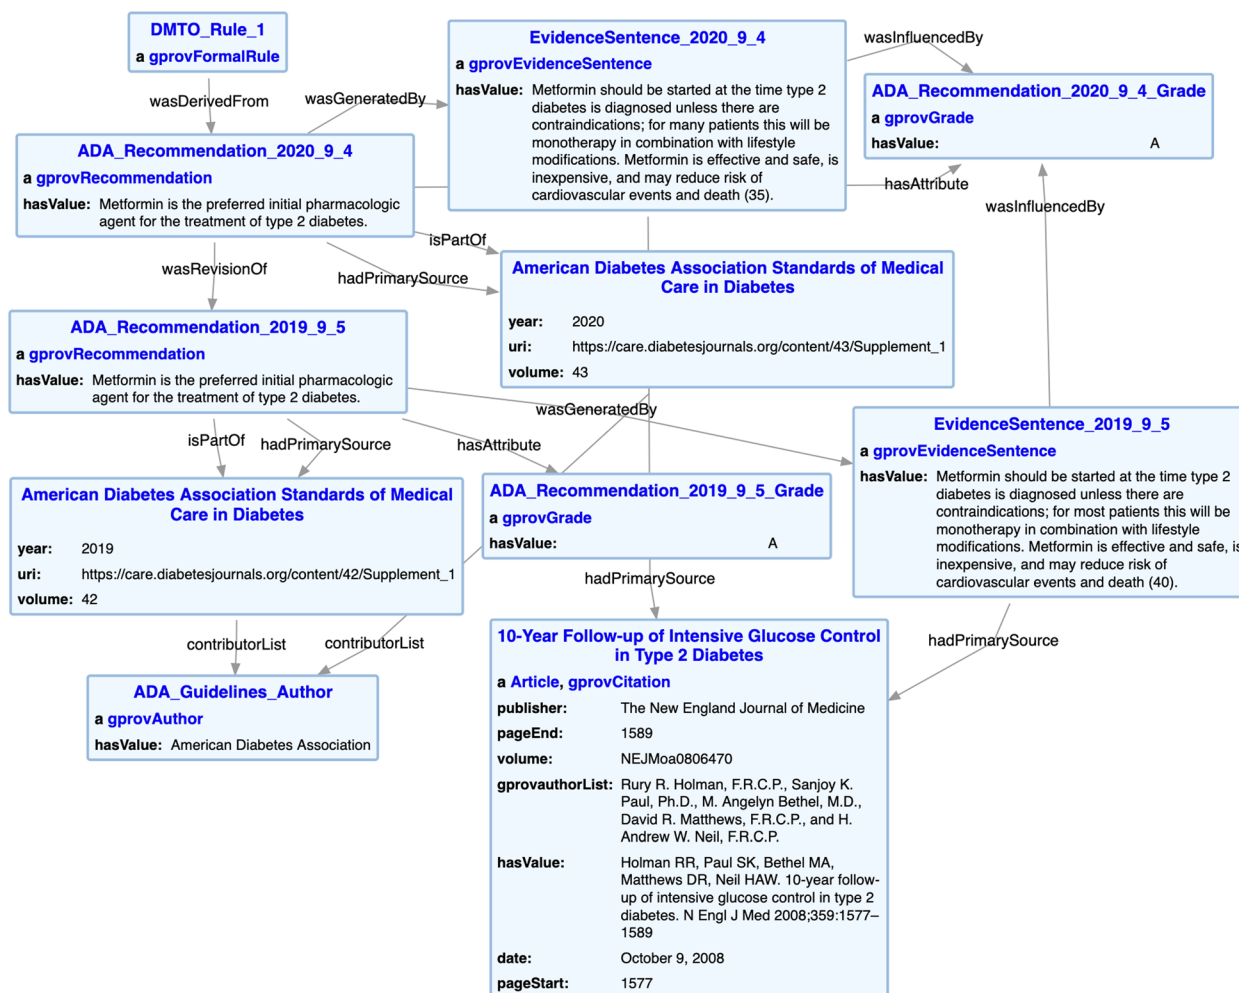 DMTO_Rule_1
a gprovFormalRule
wasDerivedFrom
ADA_Recommendation_2020_9_4
a gprovRecommendation
hasValue: Metformin is the preferred initial pharmacologic
agent for the treatment of type 2 diabetes.
wasGeneratedBy
EvidenceSentence_2020_9_4
a gprovEvidenceSentence
hasValue: Metformin should be started at the time type 2
diabetes is diagnosed unless there are
contraindications; for many patients this will be
monotherapy in combination with lifestyle
modifications. Metformin is effective and safe, is
inexpensive, and may reduce risk of
cardiovascular events and death (35).
wasInfluencedBy
ADA_Recommendation_2020_9_4_Grade
a gprovGrade
hasValue: A
hasAttribute
wasInfluencedBy
isPartOf
hadPrimarySource
wasRevisionOf
American Diabetes Association Standards of Medical
Care in Diabetes
year: 2020
uri: https://care.diabetesjournals.org/content/43/Supplement_1
volume: 43
ADA_Recommendation_2019_9_5
a gprovRecommendation
hasValue: Metformin is the preferred initial pharmacologic
agent for the treatment of type 2 diabetes.
wasGeneratedBy
isPartOf
hadPrimarySource
hasAttribute
EvidenceSentence_2019_9_5
a gprovEvidenceSentence
hasValue: Metformin should be started at the time type 2
diabetes is diagnosed unless there are
contraindications; for most patients this will be
monotherapy in combination with lifestyle
modifications. Metformin is effective and safe, is
inexpensive, and may reduce risk of
cardiovascular events and death (40).
American Diabetes Association Standards of Medical
Care in Diabetes
year: 2019
uri: https://care.diabetesjournals.org/content/42/Supplement_1
volume: 42
ADA_Recommendation_2019_9_5_Grade
a gprovGrade
hasValue: A
hadPrimarySource
contributorList
contributorList
hadPrimarySource
ADA_Guidelines_Author
a gprovAuthor
hasValue: American Diabetes Association
10-Year Follow-up of Intensive Glucose Control
in Type 2 Diabetes
a Article, gprovCitation
publisher: The New England Journal of Medicine
pageEnd: 1589
volume: NEJMoa0806470
gprovauthorList: Rury R. Holman, F.R.C.P., Sanjoy K.
Paul, Ph.D., M. Angelyn Bethel, M.D.,
David R. Matthews, F.R.C.P., and H.
Andrew W. Neil, F.R.C.P.
hasValue: Holman RR, Paul SK, Bethel MA,
Matthews DR, Neil HAW. 10-year follow-
up of intensive glucose control in type 2
diabetes. N Engl J Med 2008;359:1577–
1589
date: October 9, 2008
pageStart: 1577